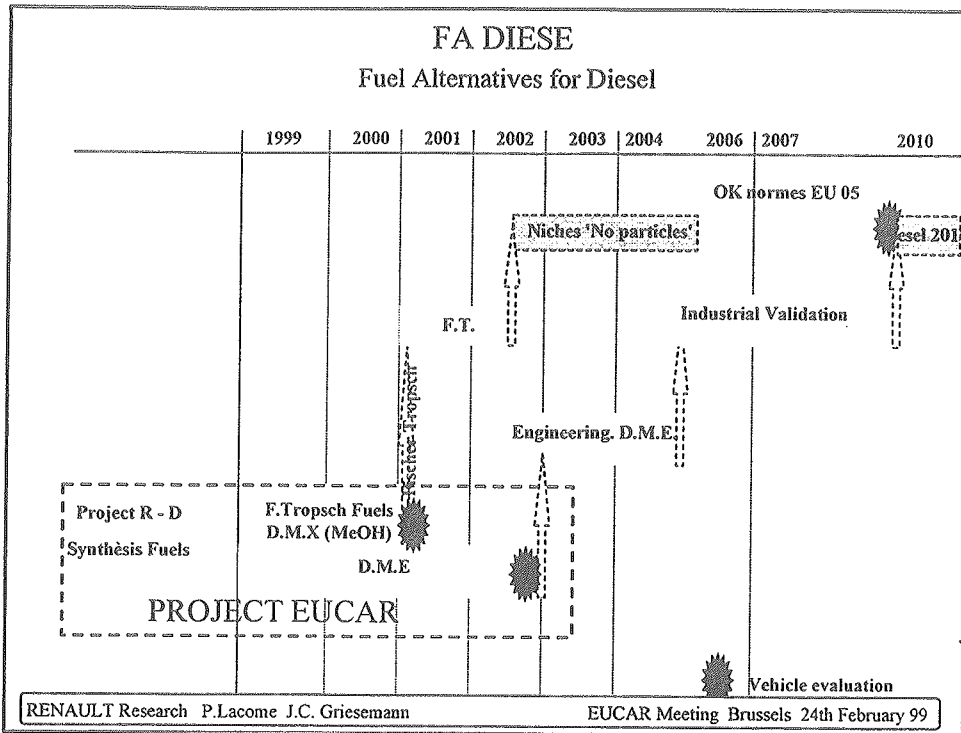 FA DIESE
Fuel Alternatives for Diesel
1999 2000 2001 2002 2003 2004 2006 2007 2010
OK normes EU 05
Niches 'No particles'
esel 201
Industrial Validation
F.T.
Fischer-Tropsch
Engineering. D.M.E
Project R - D
Synthèsis Fuels
F.Tropsch Fuels
D.M.X (MeOH)
D.M.E
PROJECT EUCAR
Vehicle evaluation
RENAULT Research P.Lacome J.C. Griesemann EUCAR Meeting Brussels 24th February 99